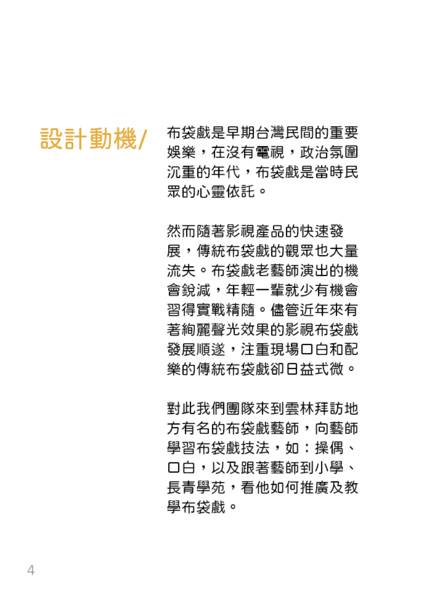 設計動機/
布袋戲是早期台灣民間的重要
娛樂，在沒有電視，政治氛圍
沉重的年代，布袋戲是當時民
眾的心靈依託。
然而隨著影視產品的快速發
展，傳統布袋戲的觀眾也大量
流失。布袋戲老藝師演出的機
會銳減，年輕一輩就少有機會
習得實戰精隨。儘管近年來有
著絢麗聲光效果的影視布袋戲
發展順遂，注重現場口白和配
樂的傳統布袋戲卻日益式微。
對此我們團隊來到雲林拜訪地
方有名的布袋戲藝師，向藝師
學習布袋戲技法，如：操偶、
口白，以及跟著藝師到小學、
長青學苑，看他如何推廣及教
學布袋戲。
4